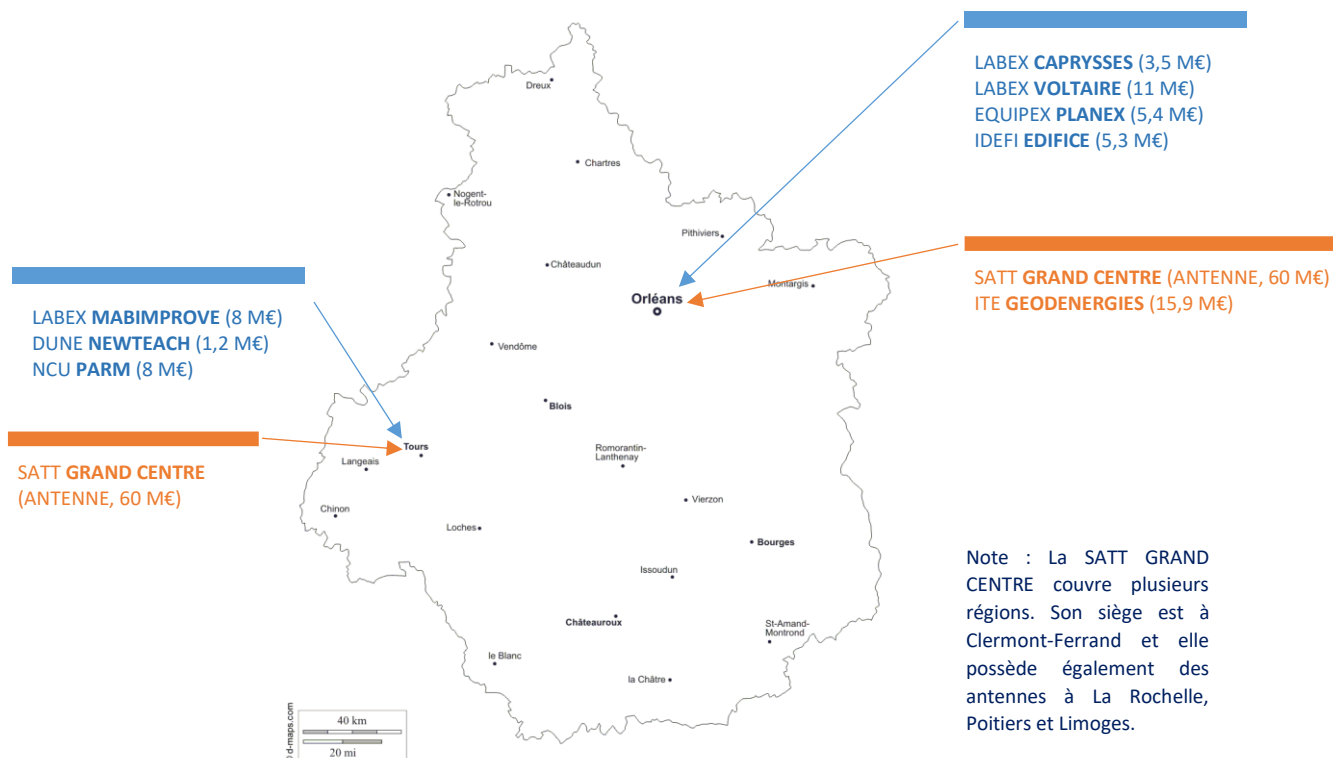 LABEX CAPRYSSES (3,5 M€)
LABEX VOLTAIRE (11 M€)
EQUIPEX PLANEX (5,4 M€)
IDEFI EDIFICE (5,3 M€)
SATT GRAND CENTRE (ANTENNE, 60 M€)
ITE GEODENERGIES (15,9 M€)
LABEX MABIMPROVE (8 M€)
DUNE NEWTEACH (1,2 M€)
NCU PARM (8 M€)
SATT GRAND CENTRE
(ANTENNE, 60 M€)
Dreux
Chartres
Nogent-
le-Rotrou
Pithiviers
Châteaudun
Montargis
Orléans
Vendôme
Blois
Tours
Langeais
Romorantin-
Lanthenay
Chinon
Vierzon
Loches
Bourges
Issoudun
Châteauroux
St-Amand-
Montrond
le Blanc
la Châtre
Note : La SATT GRAND
CENTRE couvre plusieurs
régions. Son siège est à
Clermont-Ferrand et elle
possède également des
antennes à La Rochelle,
Poitiers et Limoges.
d-maps.com
40 km
20 mi